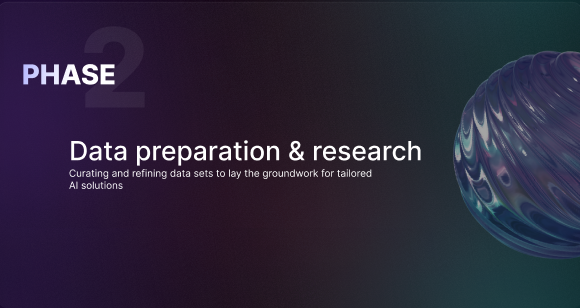 PHASE 2
Data preparation & research
Curating and refining data sets to lay the groundwork for tailored
AI solutions